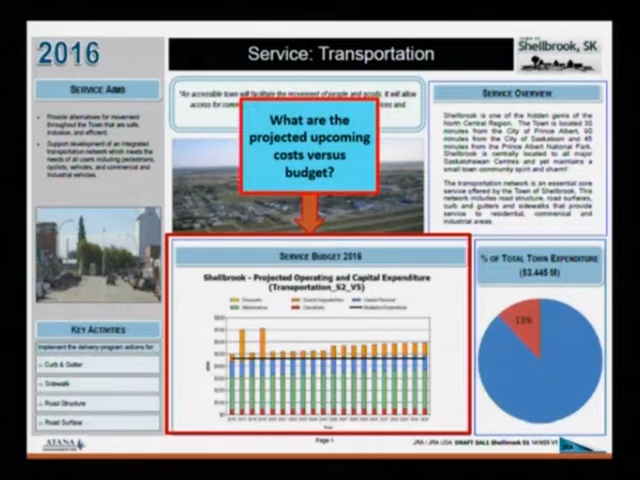 2016
Service: Transportation
TOWN OF
Shellbrook, SK
SERVICE AIMS
Provide alternatives for movement
throughout the Town that are safe,
inclusive, and efficient.
Support development of an integrated
transportation network which meets the
needs of all users including pedestrians,
cyclists, vehicles, and commercial and
industrial vehicles.
"An accessible town will facilitate the movement of people and goods. It will allow
access for
What are the
projected upcoming
costs versus
budget?
SERVICE OVERVIEW
Shellbrook is one of the hidden gems of the
North Central Region. The Town is located 30
minutes from the City of Prince Albert, 90
minutes from the City of Saskatoon and 45
minutes from the Prince Albert National Park.
Shellbrook is centrally located to all major
Saskatchewan Centres and yet maintains a
small town community spirit and charm!
The transportation network is an essential core
service offered by the Town of Shellbrook. This
network includes road structure, road surfaces,
curb and gutters and sidewalks that provide
service to residential, commercial and
industrial areas.
SERVICE BUDGET 2016
Shellbrook - Projected Operating and Capital Expenditure
(Transportation_S2_V5)
% OF TOTAL TOWN EXPENDITURE
($3.445 M)
13%
KEY ACTIVITIES
Implement the delivery program actions for:
Curb & Gutter
Sidewalk
Road Structure
Road Surface
ATANA
Page 1